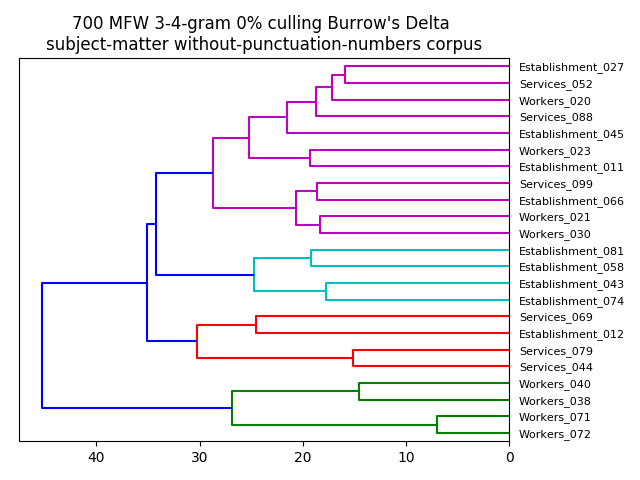 700 MFW 3-4-gram 0% culling Burrow's Delta
subject-matter without-punctuation-numbers corpus
Establishment_027
Services_052
Workers_020
Services_088
Establishment_045
Workers_023
Establishment_011
Services_099
Establishment_066
Workers_021
Workers_030
Establishment_081
Establishment_058
Establishment_043
Establishment_074
Services_069
Establishment_012
Services_079
Services_044
Workers_040
Workers_038
Workers_071
Workers_072
40 30 20 10 0